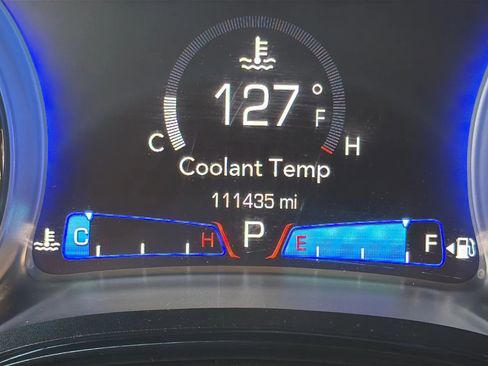 127° F
C H
Coolant Temp
111435 mi
C H P E F